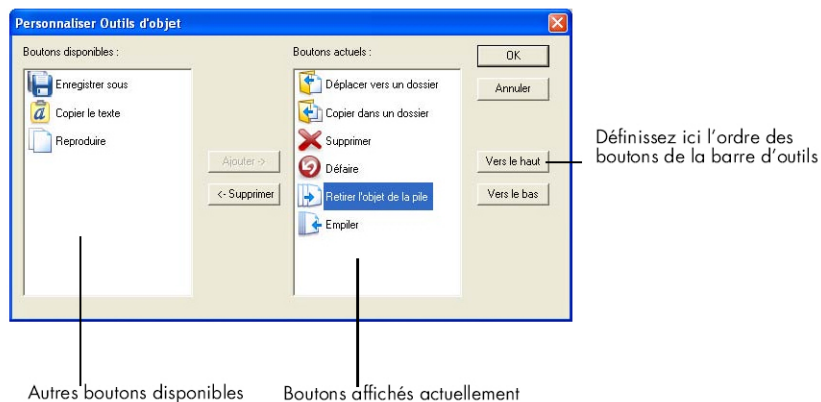 Personnaliser Outils d'objet
Boutons disponibles :
Enregistrer sous
Copier le texte
Reproduire
Ajouter ->
<- Supprimer
Boutons actuels :
Déplacer vers un dossier
Copier dans un dossier
Supprimer
Défaire
Retirer l'objet de la pile
Empiler
OK
Annuler
Vers le haut
Vers le bas
Définissez ici l'ordre des
boutons de la barre d'outils
Autres boutons disponibles
Boutons affichés actuellement